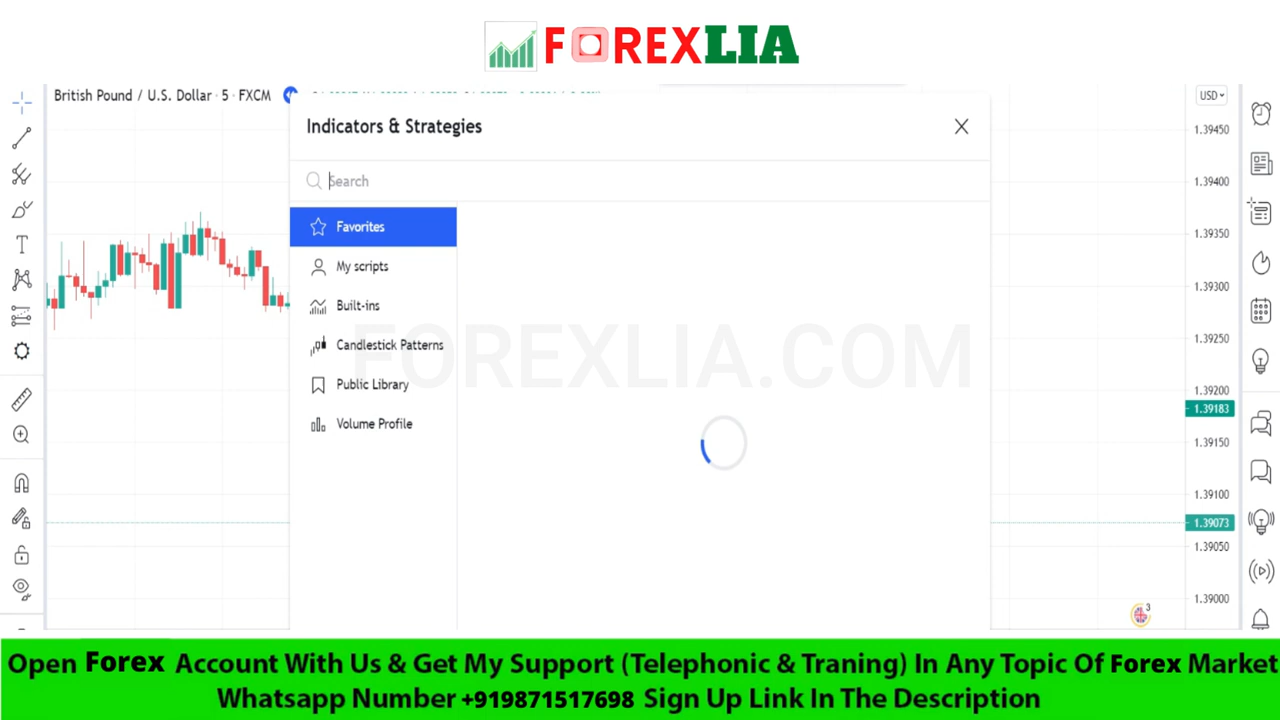 FOREXLIA
British Pound / U.S. Dollar · 5 · FXCM
USD
Indicators & Strategies
Search
Favorites
My scripts
Built-ins
Candlestick Patterns
Public Library
Volume Profile
FOREXLIA.COM
1.39450
1.39400
1.39350
1.39300
1.39250
1.39200
1.39183
1.39150
1.39100
1.39073
1.39050
1.39000
3
T
Open Forex Account With Us & Get My Support (Telephonic & Traning) In Any Topic Of Forex Market
Whatsapp Number +919871517698 Sign Up Link In The Description